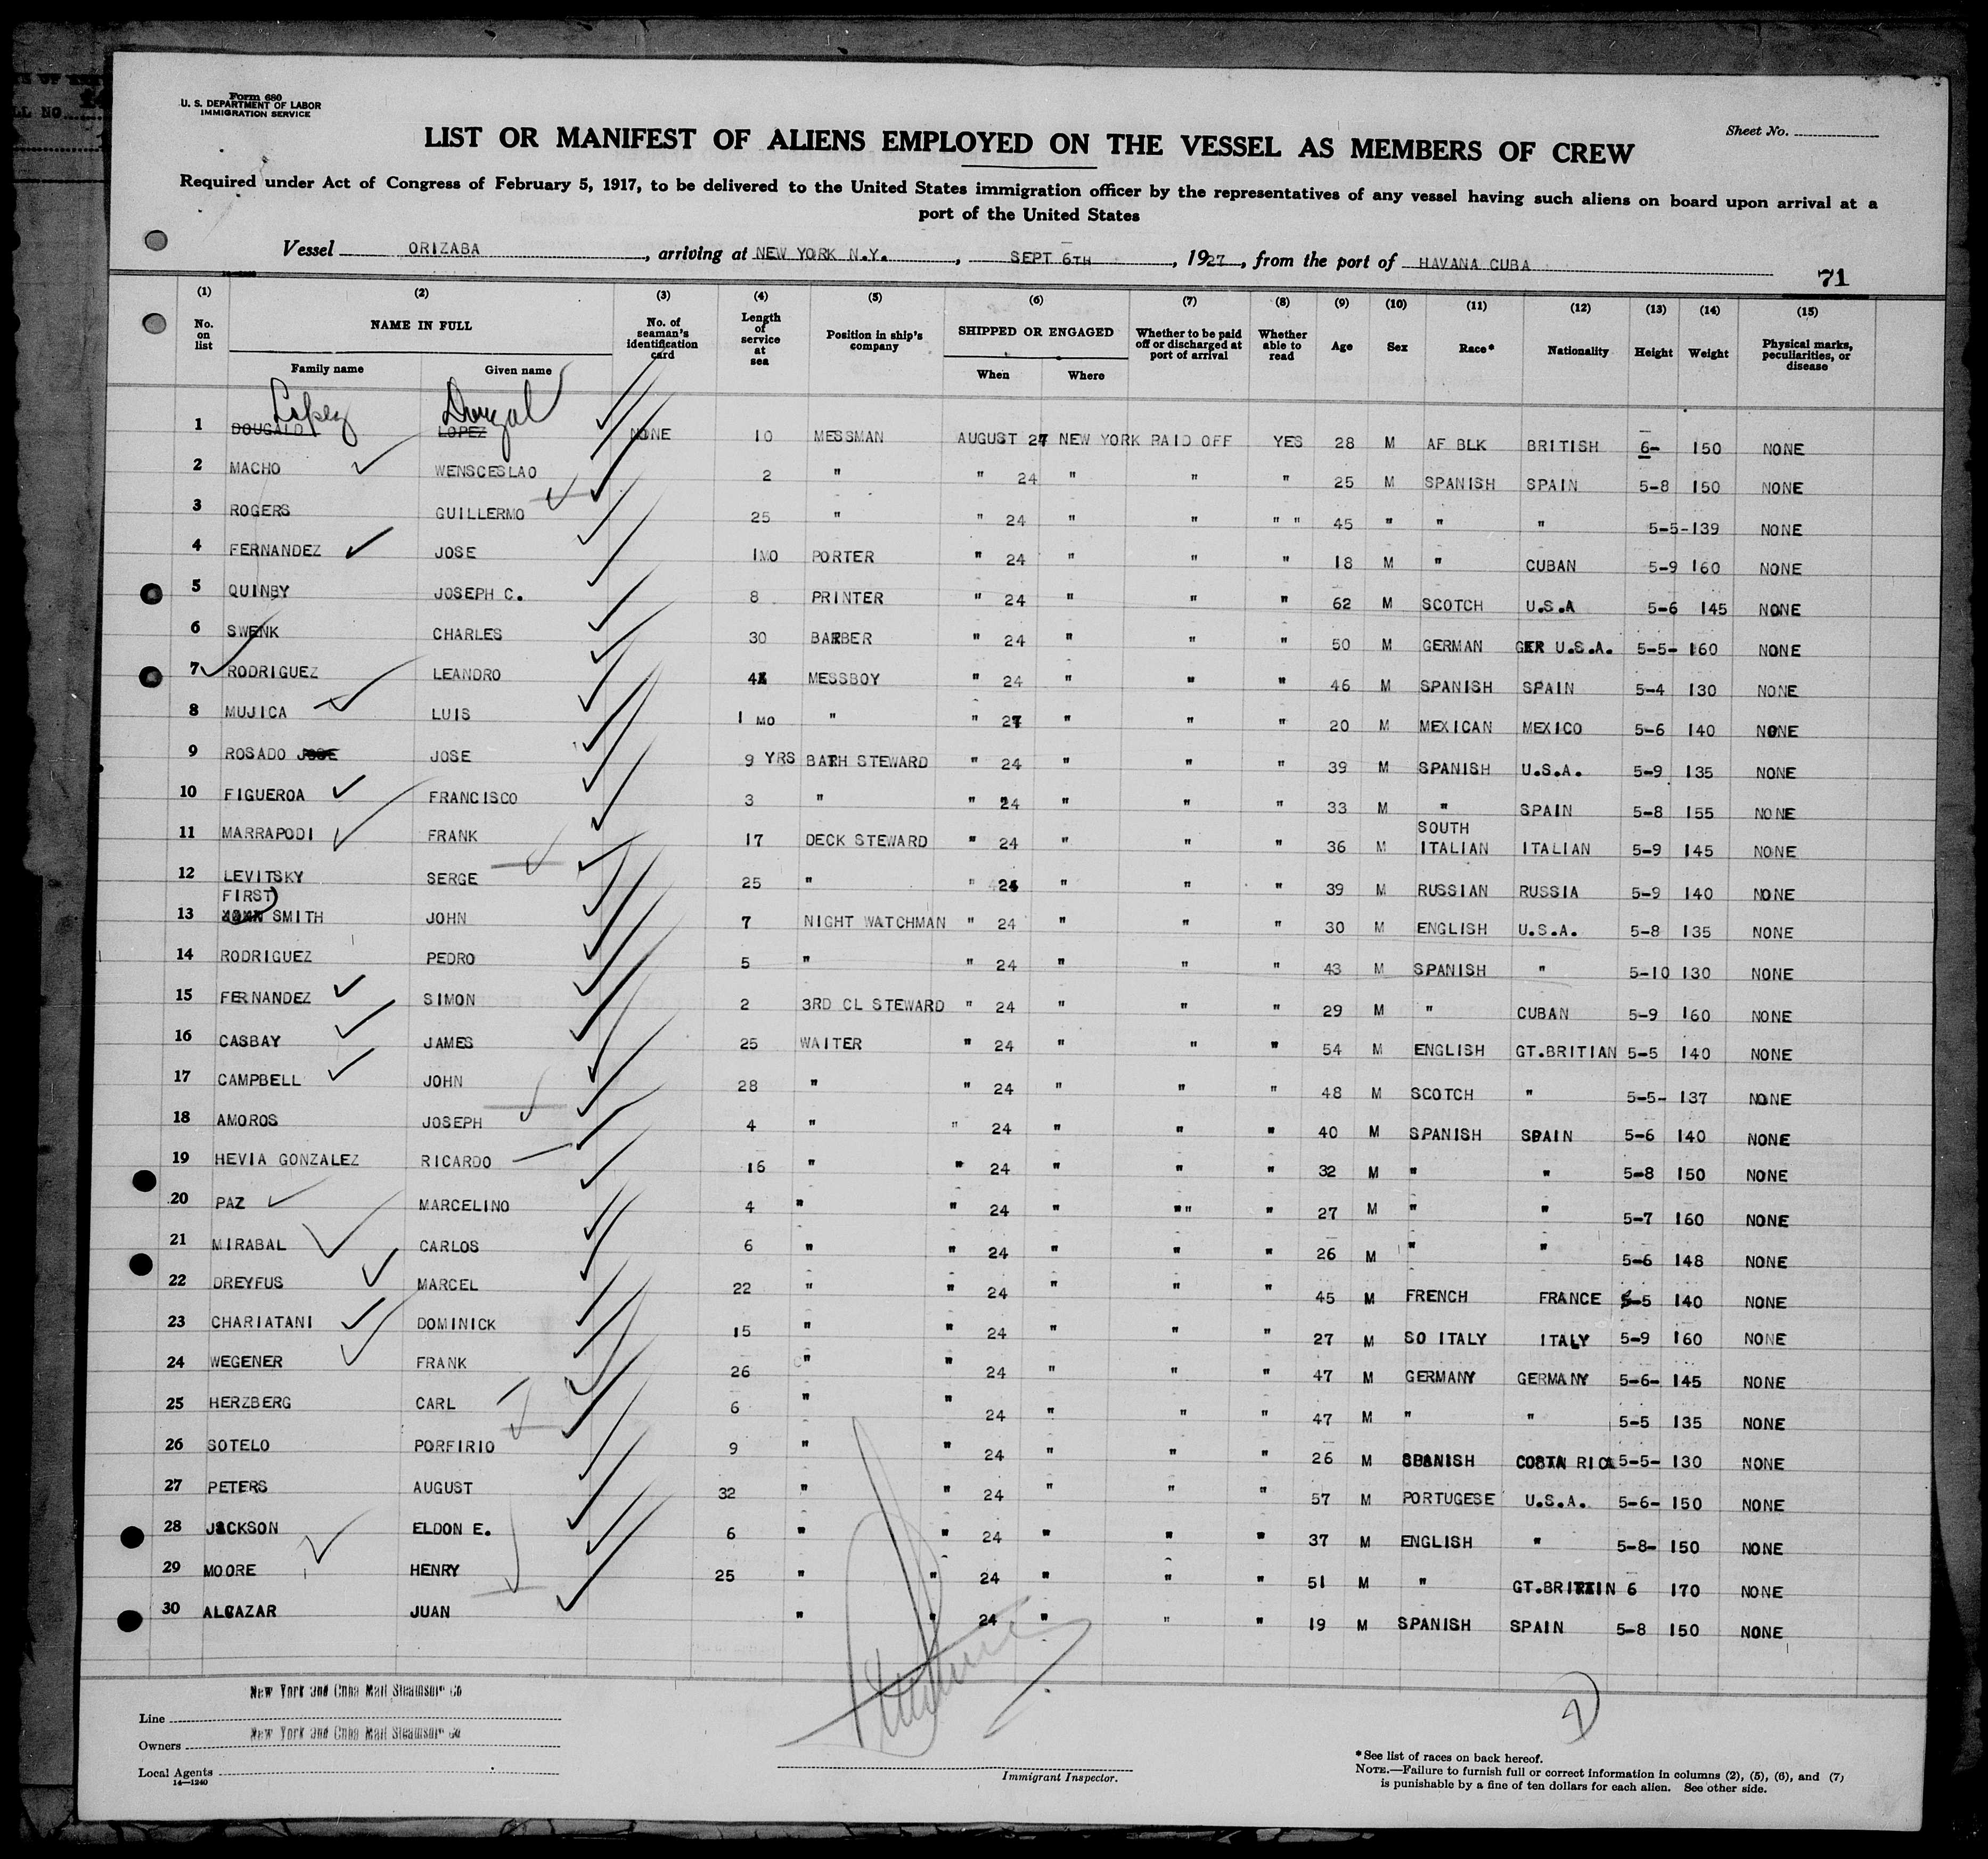 Form 680
U. S. DEPARTMENT OF LABOR
IMMIGRATION SERVICE
Sheet No.
LIST OR MANIFEST OF ALIENS EMPLOYED ON THE VESSEL AS MEMBERS OF CREW
Required under Act of Congress of February 5, 1917, to be delivered to the United States immigration officer by the representatives of any vessel having such aliens on board upon arrival at a
port of the United States
Vessel ORIZABA, arriving at NEW YORK N.Y., SEPT 6TH, 1927, from the port of HAVANA CUBA
71
(1) (2) (3) (4) (5) (6) (7) (8) (9) (10) (11) (12) (13) (14) (15)
No. on list NAME IN FULL No. of seaman's identification card Length of service at sea Position in ship's company SHIPPED OR ENGAGED Whether to be paid off or discharged at port of arrival Whether able to read Age Sex Race* Nationality Height Weight Physical marks, peculiarities, or disease
Family name Given name When Where
Lopez Dougal
1 DOUGALD LOPEZ NONE 10 MESSMAN AUGUST 24 NEW YORK PAID OFF YES 28 M AF BLK BRITISH 6- 150 NONE
2 MACHO WENSCESLAO 2 " " 24 " " " 25 M SPANISH SPAIN 5-8 150 NONE
3 ROGERS GUILLERMO 25 " " 24 " " " " 45 " " " 5-5-139 NONE
4 FERNANDEZ JOSE 1MO PORTER " 24 " " " 18 M " CUBAN 5-9 160 NONE
5 QUINBY JOSEPH C. 8 PRINTER " 24 " " " 62 M SCOTCH U.S.A 5-6 145 NONE
6 SWENK CHARLES 30 BARBER " 24 " " " 50 M GERMAN GER U.S.A. 5-5- 160 NONE
7 RODRIGUEZ LEANDRO 4 MESSBOY " 24 " " " 46 M SPANISH SPAIN 5-4 130 NONE
8 MUJICA LUIS 1 MO " " 24 " " " 20 M MEXICAN MEXICO 5-6 140 NONE
9 ROSADO JOSE JOSE 9 YRS BATH STEWARD " 24 " " " 39 M SPANISH U.S.A. 5-9 135 NONE
10 FIGUEROA FRANCISCO 3 " " 24 " " " 33 M " SPAIN 5-8 155 NONE
11 MARRAPODI FRANK 17 DECK STEWARD " 24 " " " 36 M SOUTH ITALIAN ITALIAN 5-9 145 NONE
12 LEVITSKY SERGE 25 " " 24 " " " 39 M RUSSIAN RUSSIA 5-9 140 NONE
FIRST)
13 SMITH JOHN 7 NIGHT WATCHMAN " 24 " " " 30 M ENGLISH U.S.A. 5-8 135 NONE
14 RODRIGUEZ PEDRO 5 " " 24 " " " 43 M SPANISH " 5-10 130 NONE
15 FERNANDEZ SIMON 2 3RD CL STEWARD " 24 " " " 29 M " CUBAN 5-9 160 NONE
16 CASBAY JAMES 25 WAITER " 24 " " " 54 M ENGLISH GT.BRITIAN 5-5 140 NONE
17 CAMPBELL JOHN 28 " " 24 " " " 48 M SCOTCH " 5-5- 137 NONE
18 AMOROS JOSEPH 4 " " 24 " " " 40 M SPANISH SPAIN 5-6 140 NONE
19 HEVIA GONZALEZ RICARDO 16 " " 24 " " " 32 M " " 5-8 150 NONE
20 PAZ MARCELINO 4 " " 24 " "" " 27 M " " 5-7 160 NONE
21 MIRABAL CARLOS 6 " " 24 " " " 26 M " " 5-6 148 NONE
22 DREYFUS MARCEL 22 " " 24 " " " 45 M FRENCH FRANCE 5-5 140 NONE
23 CHARIATANI DOMINICK 15 " " 24 " " " 27 M SO ITALY ITALY 5-9 160 NONE
24 WEGENER FRANK 26 " " 24 " " " 47 M GERMANY GERMANY 5-6- 145 NONE
25 HERZBERG CARL 6 " " 24 " " " 47 M " " 5-5 135 NONE
26 SOTELO PORFIRIO 9 " " 24 " " " 26 M SPANISH COSTA RICA 5-5- 130 NONE
27 PETERS AUGUST 32 " " 24 " " " 57 M PORTUGESE U.S.A. 5-6- 150 NONE
28 JACKSON ELDON E. 6 " " 24 " " " 37 M ENGLISH " 5-8- 150 NONE
29 MOORE HENRY 25 " " 24 " " " 51 M " GT.BRITIN 6 170 NONE
30 ALCAZAR JUAN " " 24 " " " 19 M SPANISH SPAIN 5-8 150 NONE
Line New York and Cuba Mail Steamship Co
Owners New York and Cuba Mail Steamship Co
Local Agents
14—1240
Immigrant Inspector.
*See list of races on back hereof.
NOTE.—Failure to furnish full or correct information in columns (2), (5), (6), and (7)
is punishable by a fine of ten dollars for each alien. See other side.